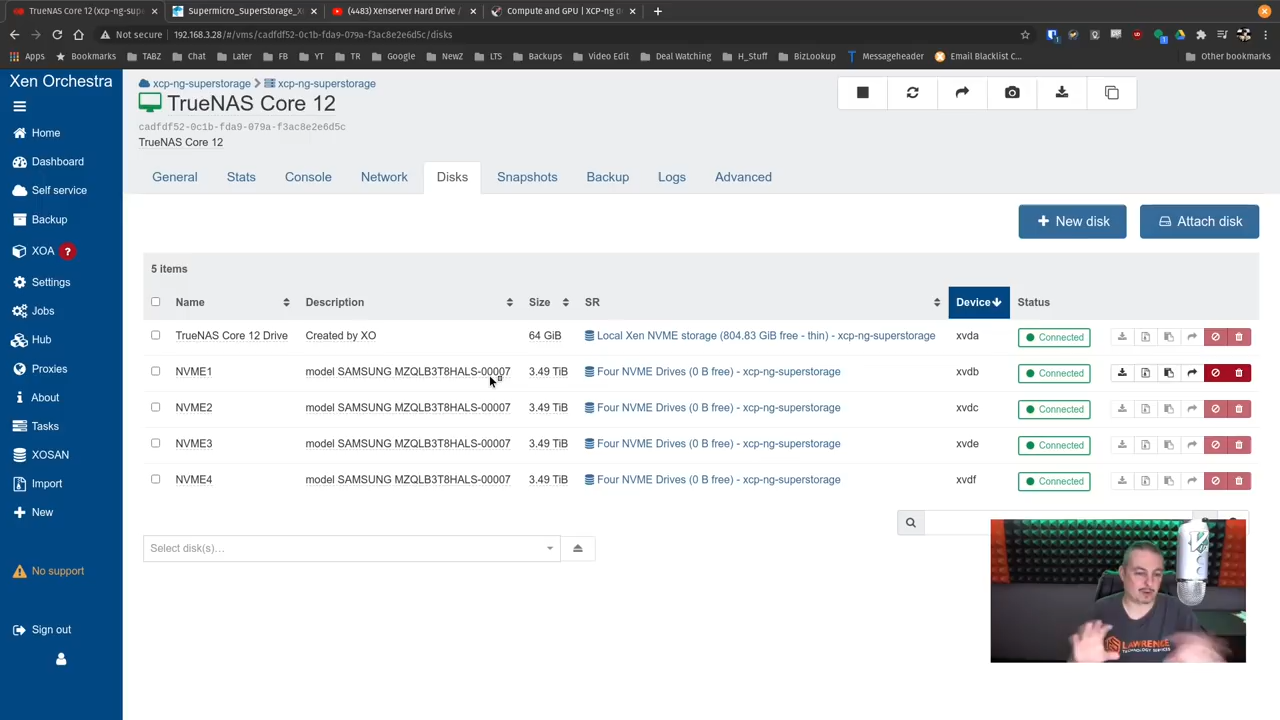 TrueNAS Core 12 (xcp-ng-supe
Supermicro_SuperStorage_X
(4483) Xenserver Hard Drive /
Compute and GPU | XCP-ng d
Not secure | 192.168.3.28/#/vms/cadfdf52-0c1b-fda9-079a-f3ac8e2e6d5c/disks
Apps Bookmarks TABZ Chat Later FB YT TR Google NewZ LTS Backups Video Edit Deal Watching H_Stuff BizLookup Messageheader Email Blacklist C... Other bookmarks
Xen Orchestra
Home
Dashboard
Self service
Backup
XOA ?
Settings
Jobs
Hub
Proxies
About
Tasks
XOSAN
Import
New
No support
Sign out
xcp-ng-superstorage xcp-ng-superstorage
TrueNAS Core 12
cadfdf52-0c1b-fda9-079a-f3ac8e2e6d5c
TrueNAS Core 12
General Stats Console Network Disks Snapshots Backup Logs Advanced
New disk Attach disk
5 items
Name Description Size SR Device Status
TrueNAS Core 12 Drive Created by XO 64 GiB Local Xen NVME storage (804.83 GiB free - thin) - xcp-ng-superstorage xvda Connected
NVME1 model SAMSUNG MZQLB3T8HALS-00007 3.49 TiB Four NVME Drives (0 B free) - xcp-ng-superstorage xvdb Connected
NVME2 model SAMSUNG MZQLB3T8HALS-00007 3.49 TiB Four NVME Drives (0 B free) - xcp-ng-superstorage xvdc Connected
NVME3 model SAMSUNG MZQLB3T8HALS-00007 3.49 TiB Four NVME Drives (0 B free) - xcp-ng-superstorage xvde Connected
NVME4 model SAMSUNG MZQLB3T8HALS-00007 3.49 TiB Four NVME Drives (0 B free) - xcp-ng-superstorage xvdf Connected
Select disk(s)...
LAWRENCE
TECHNOLOGY SERVICES